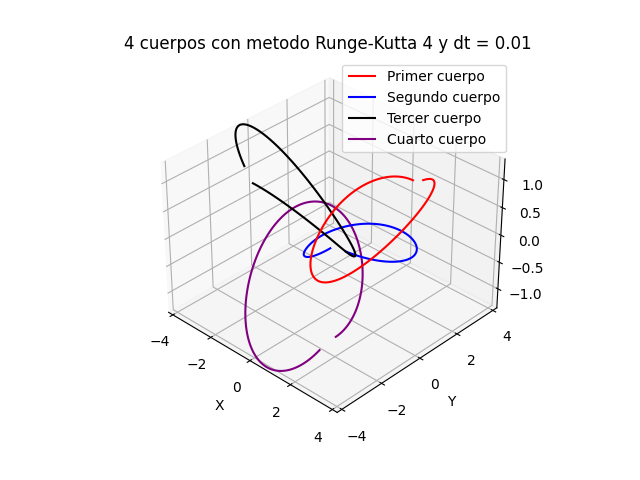 4 cuerpos con metodo Runge-Kutta 4 y dt = 0.01
Primer cuerpo
Segundo cuerpo
Tercer cuerpo
Cuarto cuerpo
1.0
0.5
0.0
−0.5
−1.0
−4
−2
0
2
4
X
−4
−2
0
2
4
Y